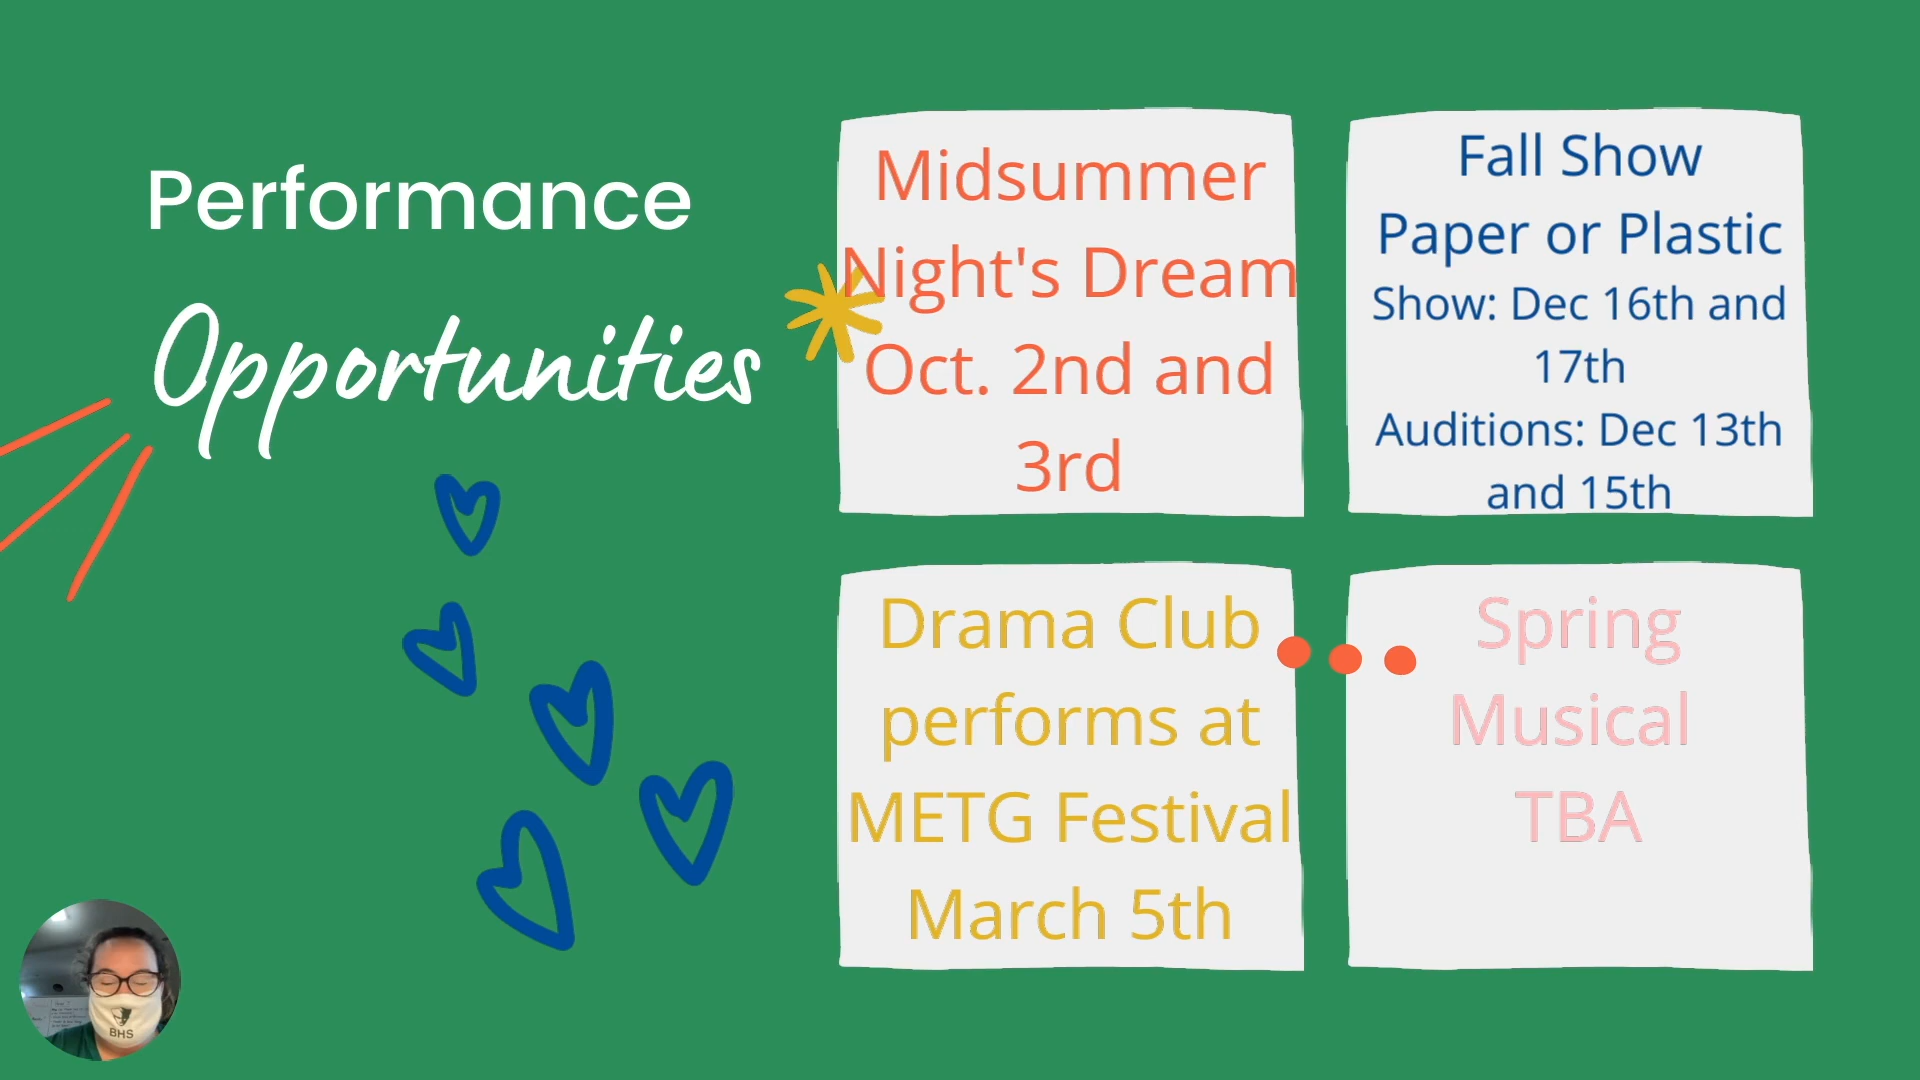 Performance
Opportunities
Midsummer
Night's Dream
Oct. 2nd and
3rd
Fall Show
Paper or Plastic
Show: Dec 16th and
17th
Auditions: Dec 13th
and 15th
Drama Club
performs at
METG Festival
March 5th
Spring
Musical
TBA
BHS